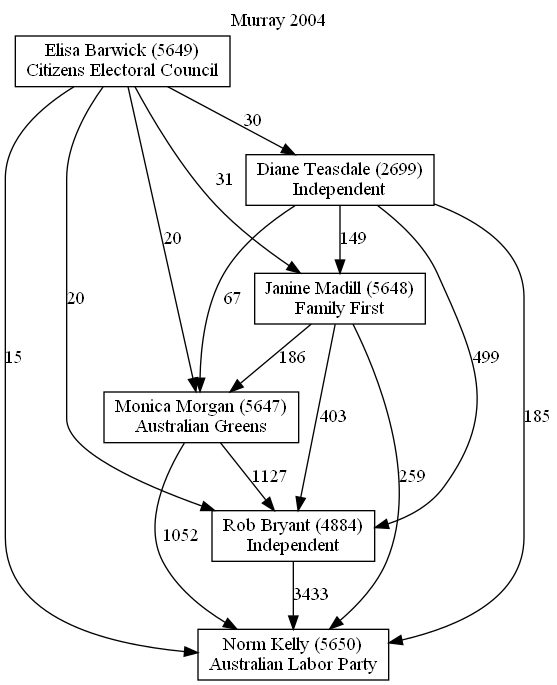 Murray 2004
Elisa Barwick (5649)
Citizens Electoral Council
30
Diane Teasdale (2699)
Independent
31
20
149
Janine Madill (5648)
Family First
67
20
15
186
499
Monica Morgan (5647)
Australian Greens
403
185
1127
259
Rob Bryant (4884)
Independent
1052
3433
Norm Kelly (5650)
Australian Labor Party